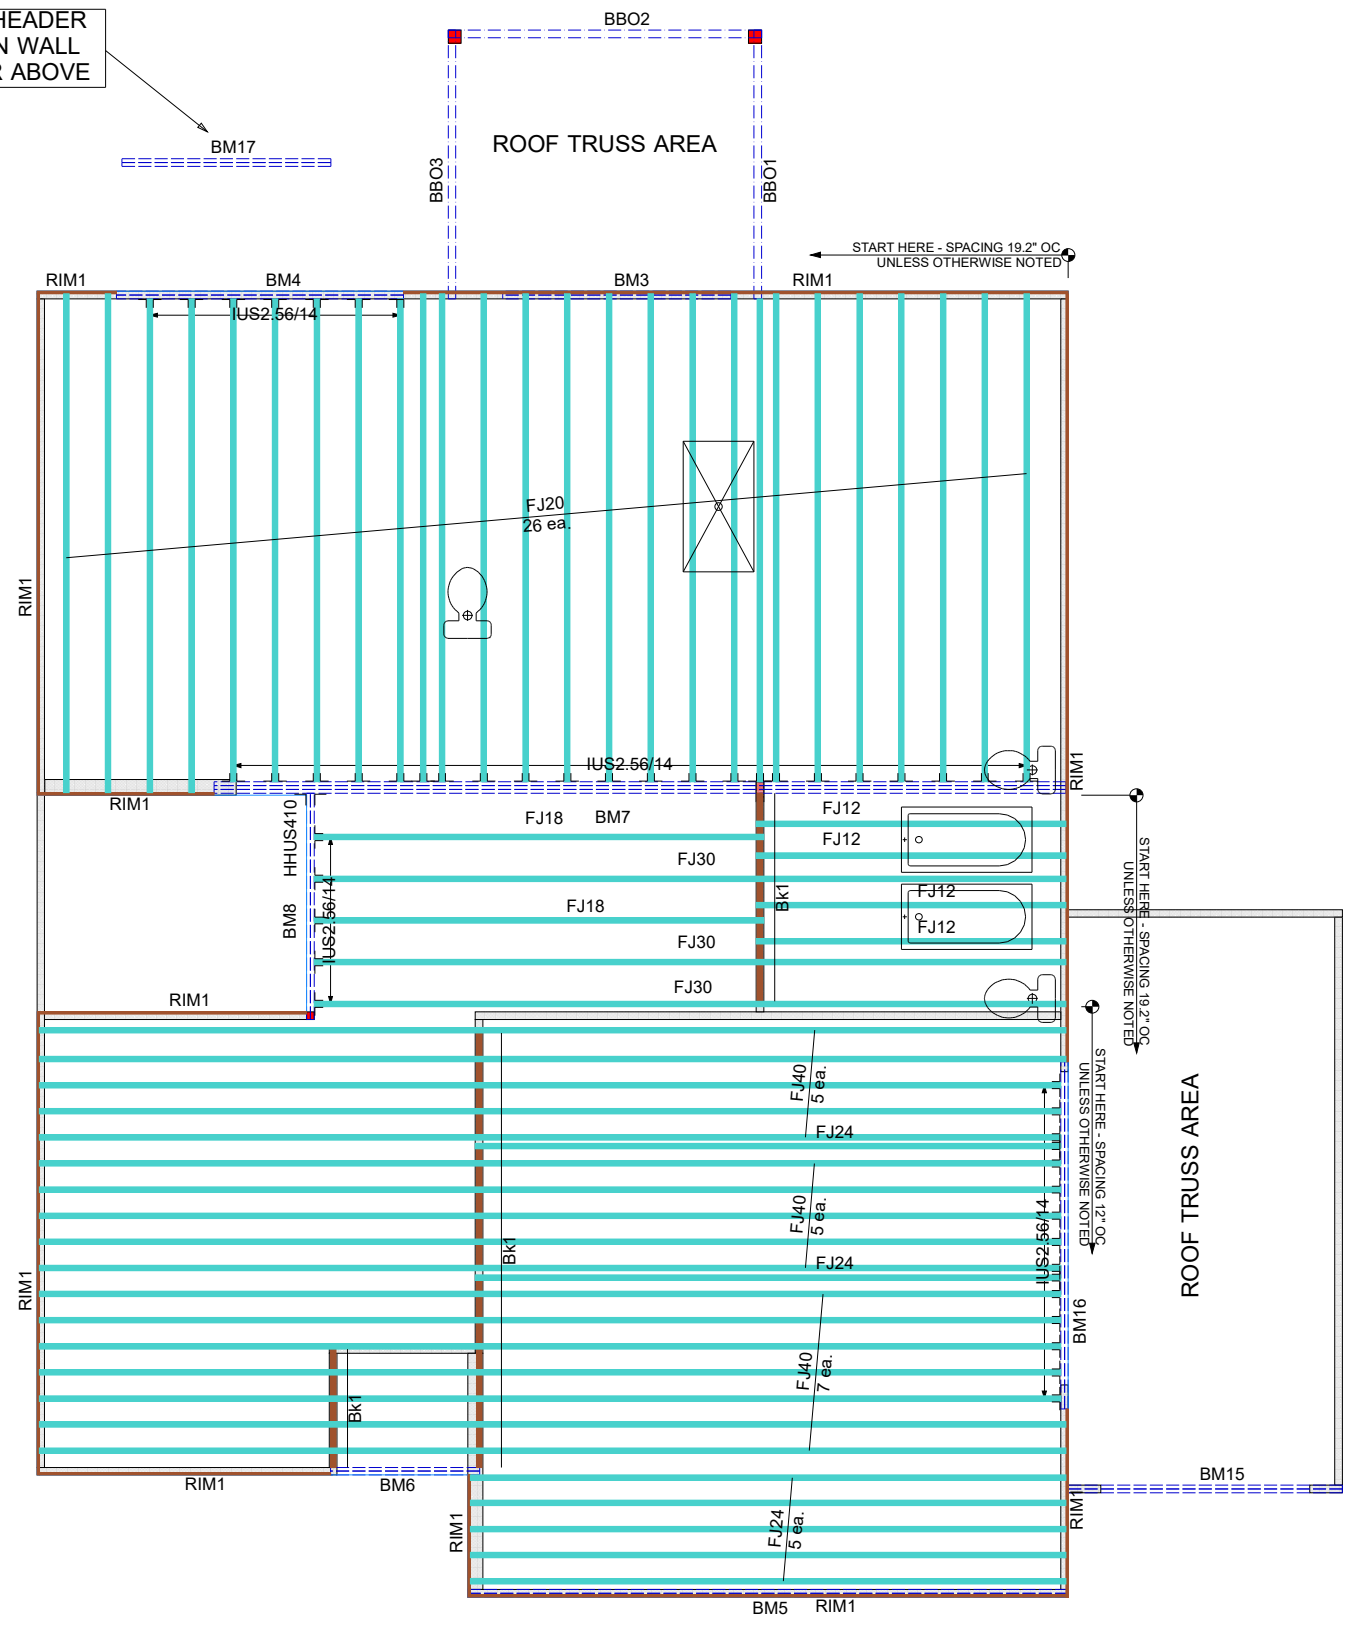 HEADER
N WALL
R ABOVE
BBO2
ROOF TRUSS AREA
BM17
BBO3
BBO1
START HERE - SPACING 19.2" OC
UNLESS OTHERWISE NOTED
RIM1
BM4
BM3
RIM1
IUS2.56/14
FJ20
26 ea.
RIM1
IUS2.56/14
RIM1
RIM1
HHUS410
FJ18
BM7
FJ12
FJ12
FJ30
START HERE - SPACING 19.2" OC
UNLESS OTHERWISE NOTED
BM8
IUS2.56/14
FJ18
Bk1
FJ12
FJ12
FJ30
FJ30
RIM1
START HERE - SPACING 12" OC
UNLESS OTHERWISE NOTED
FJ40
5 ea.
FJ24
FJ40
5 ea.
FJ24
Bk1
IUS2.56/14
ROOF TRUSS AREA
RIM1
BM16
FJ40
7 ea.
Bk1
RIM1
BM6
BM15
RIM1
FJ24
5 ea.
RIM1
BM5
RIM1